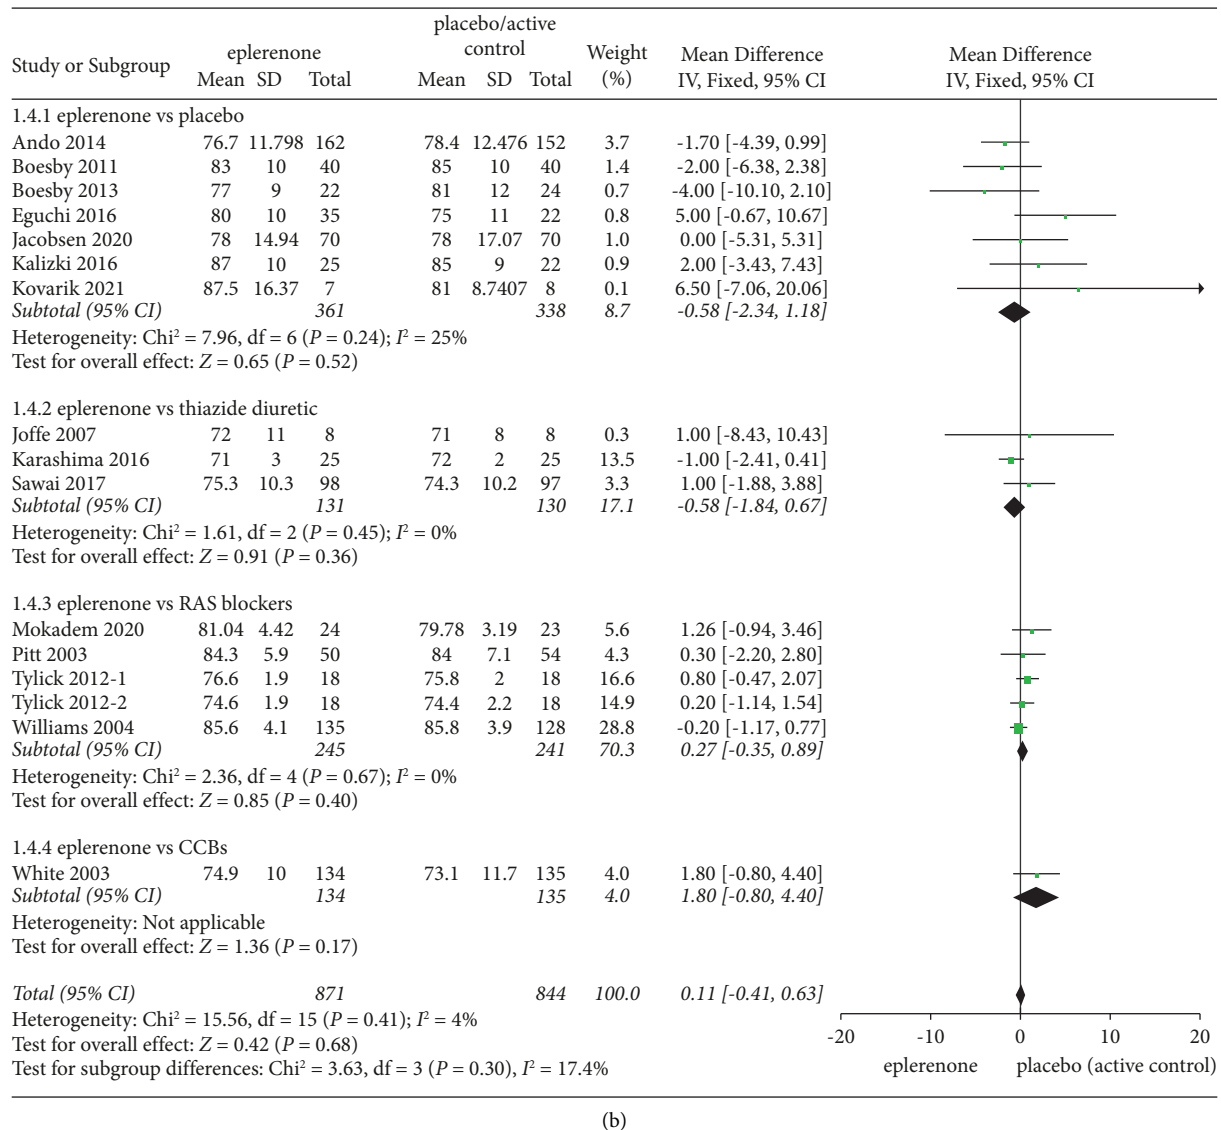 Study or Subgroup eplerenone placebo/active control Weight (%) Mean Difference IV, Fixed, 95% CI Mean Difference IV, Fixed, 95% CI
Mean SD Total Mean SD Total
1.4.1 eplerenone vs placebo
Ando 2014 76.7 11.798 162 78.4 12.476 152 3.7 -1.70 [-4.39, 0.99]
Boesby 2011 83 10 40 85 10 40 1.4 -2.00 [-6.38, 2.38]
Boesby 2013 77 9 22 81 12 24 0.7 -4.00 [-10.10, 2.10]
Eguchi 2016 80 10 35 75 11 22 0.8 5.00 [-0.67, 10.67]
Jacobsen 2020 78 14.94 70 78 17.07 70 1.0 0.00 [-5.31, 5.31]
Kalizki 2016 87 10 25 85 9 22 0.9 2.00 [-3.43, 7.43]
Kovarik 2021 87.5 16.37 7 81 8.7407 8 0.1 6.50 [-7.06, 20.06]
Subtotal (95% CI) 361 338 8.7 -0.58 [-2.34, 1.18]
Heterogeneity: Chi² = 7.96, df = 6 (P = 0.24); I² = 25%
Test for overall effect: Z = 0.65 (P = 0.52)
1.4.2 eplerenone vs thiazide diuretic
Joffe 2007 72 11 8 71 8 8 0.3 1.00 [-8.43, 10.43]
Karashima 2016 71 3 25 72 2 25 13.5 -1.00 [-2.41, 0.41]
Sawai 2017 75.3 10.3 98 74.3 10.2 97 3.3 1.00 [-1.88, 3.88]
Subtotal (95% CI) 131 130 17.1 -0.58 [-1.84, 0.67]
Heterogeneity: Chi² = 1.61, df = 2 (P = 0.45); I² = 0%
Test for overall effect: Z = 0.91 (P = 0.36)
1.4.3 eplerenone vs RAS blockers
Mokadem 2020 81.04 4.42 24 79.78 3.19 23 5.6 1.26 [-0.94, 3.46]
Pitt 2003 84.3 5.9 50 84 7.1 54 4.3 0.30 [-2.20, 2.80]
Tylick 2012-1 76.6 1.9 18 75.8 2 18 16.6 0.80 [-0.47, 2.07]
Tylick 2012-2 74.6 1.9 18 74.4 2.2 18 14.9 0.20 [-1.14, 1.54]
Williams 2004 85.6 4.1 135 85.8 3.9 128 28.8 -0.20 [-1.17, 0.77]
Subtotal (95% CI) 245 241 70.3 0.27 [-0.35, 0.89]
Heterogeneity: Chi² = 2.36, df = 4 (P = 0.67); I² = 0%
Test for overall effect: Z = 0.85 (P = 0.40)
1.4.4 eplerenone vs CCBs
White 2003 74.9 10 134 73.1 11.7 135 4.0 1.80 [-0.80, 4.40]
Subtotal (95% CI) 134 135 4.0 1.80 [-0.80, 4.40]
Heterogeneity: Not applicable
Test for overall effect: Z = 1.36 (P = 0.17)
Total (95% CI) 871 844 100.0 0.11 [-0.41, 0.63]
Heterogeneity: Chi² = 15.56, df = 15 (P = 0.41); I² = 4%
Test for overall effect: Z = 0.42 (P = 0.68)
Test for subgroup differences: Chi² = 3.63, df = 3 (P = 0.30), I² = 17.4%
-20 -10 0 10 20
eplerenone placebo (active control)
(b)